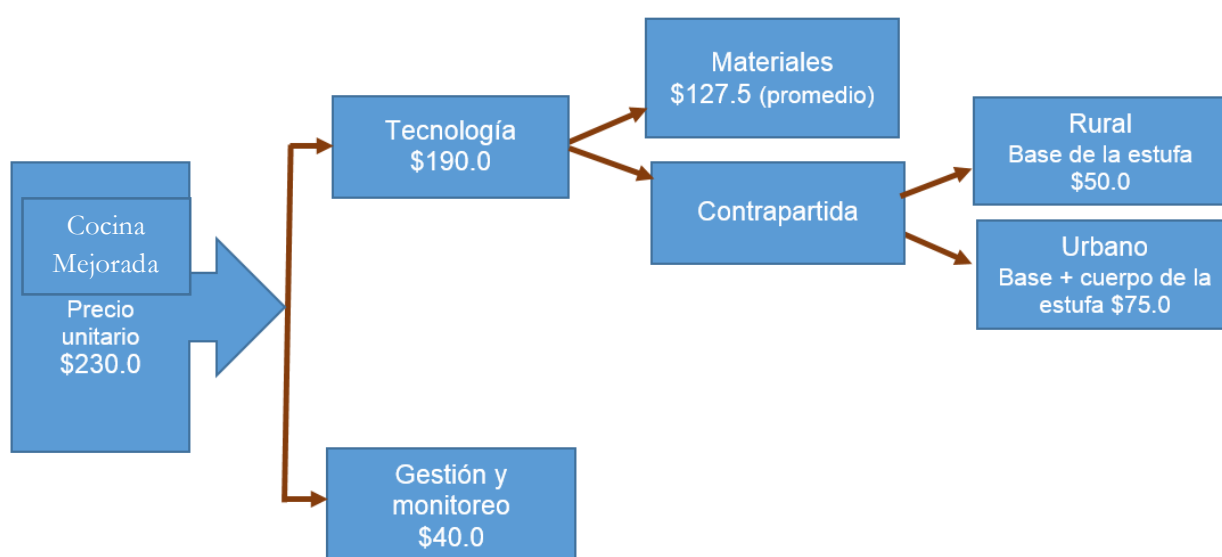 Cocina
Mejorada
Precio
unitario
$230.0
Tecnología
$190.0
Materiales
$127.5 (promedio)
Contrapartida
Rural
Base de la estufa
$50.0
Urbano
Base + cuerpo de la
estufa $75.0
Gestión y
monitoreo
$40.0